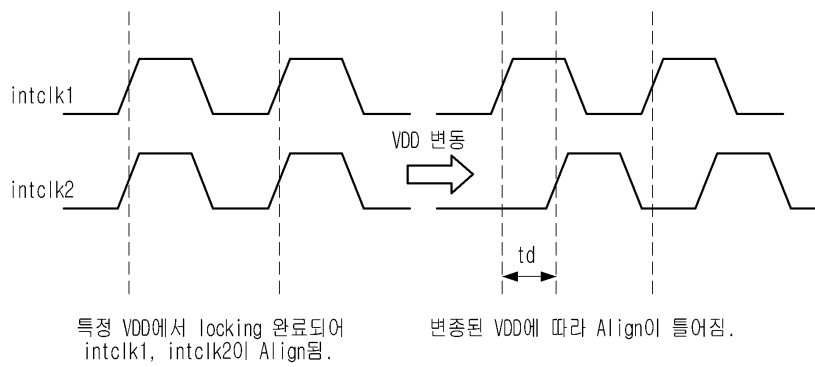 intclk1
intclk2
VDD 변동
td
특정 VDD에서 locking 완료되어
intclk1, intclk2이 Align됨.
변종된 VDD에 따라 Align이 틀어짐.